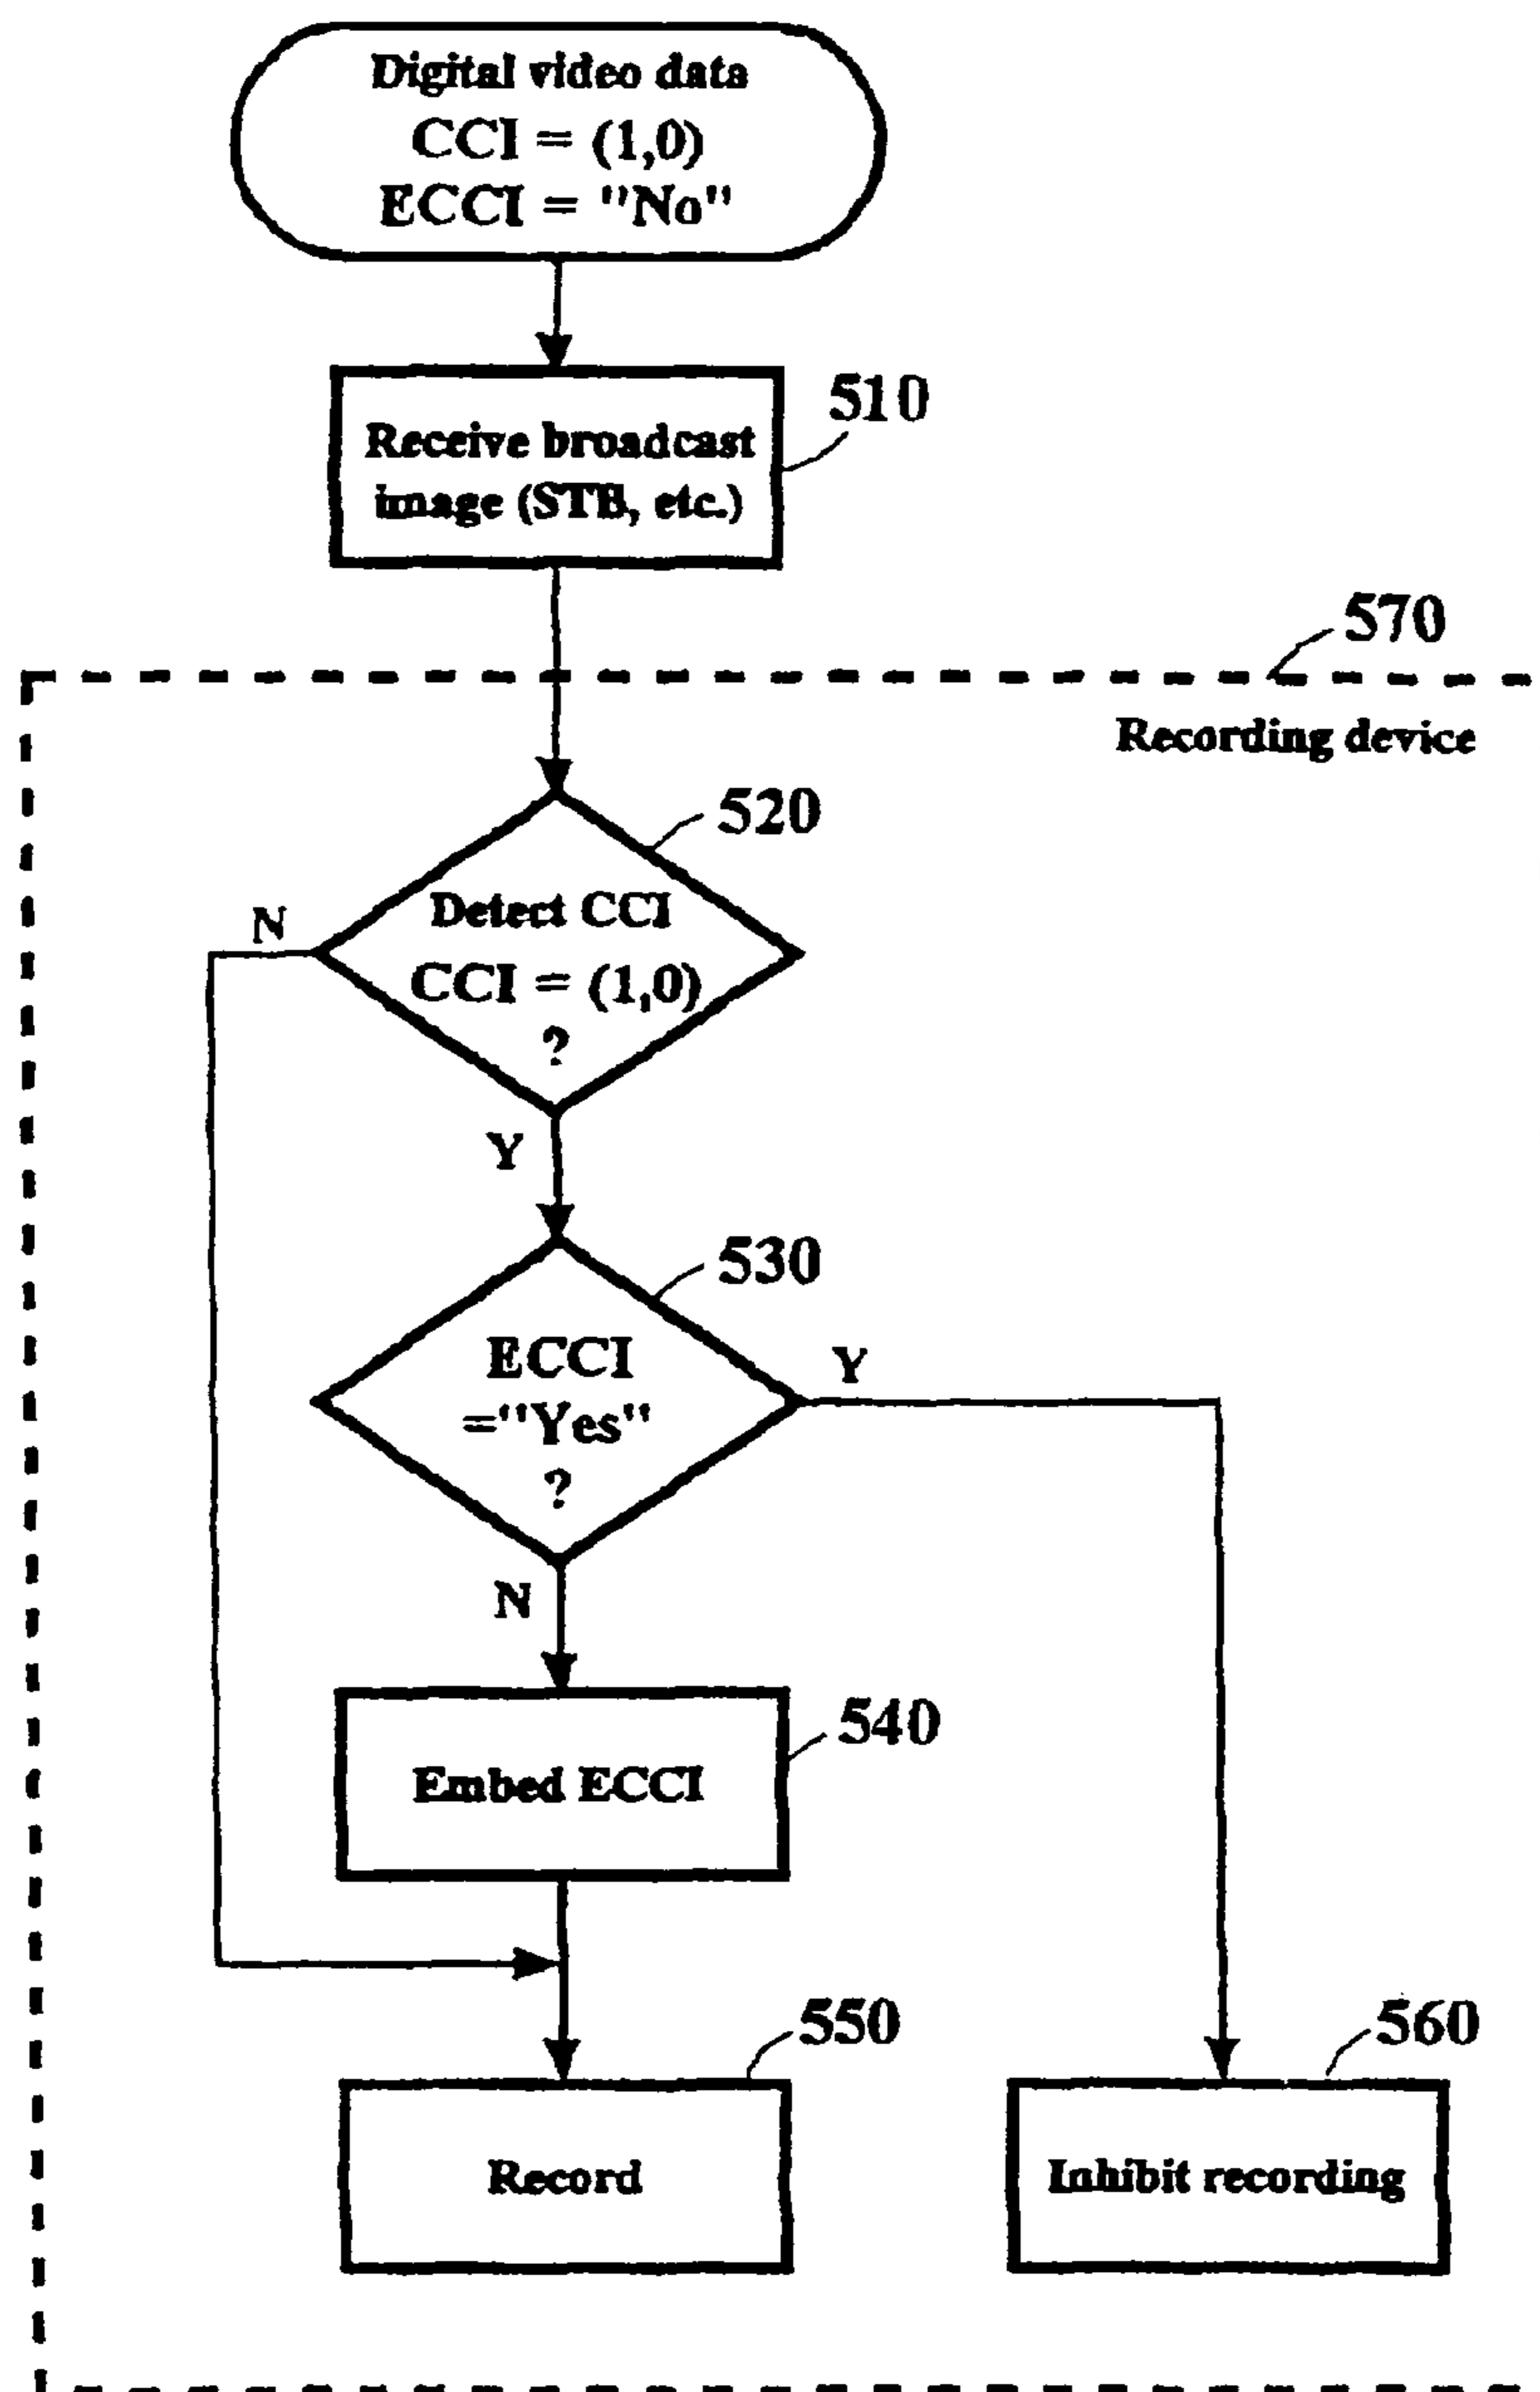 Digital video data
CCI = (1,0)
ECCI = "No"
510
Receive broadcast
image (STB, etc.)
570
Recording device
520
N
Detect CCI
CCI = (1,0)
?
Y
530
ECCI
="Yes"
?
Y
N
540
Embed ECCI
550
560
Record
Inhibit recording